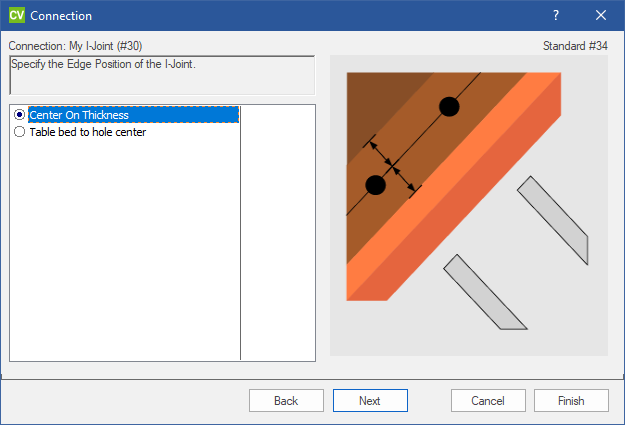 CV Connection
Connection: My I-Joint (#30)
Standard #34
Specify the Edge Position of the I-Joint.
Center On Thickness
Table bed to hole center
Back
Next
Cancel
Finish